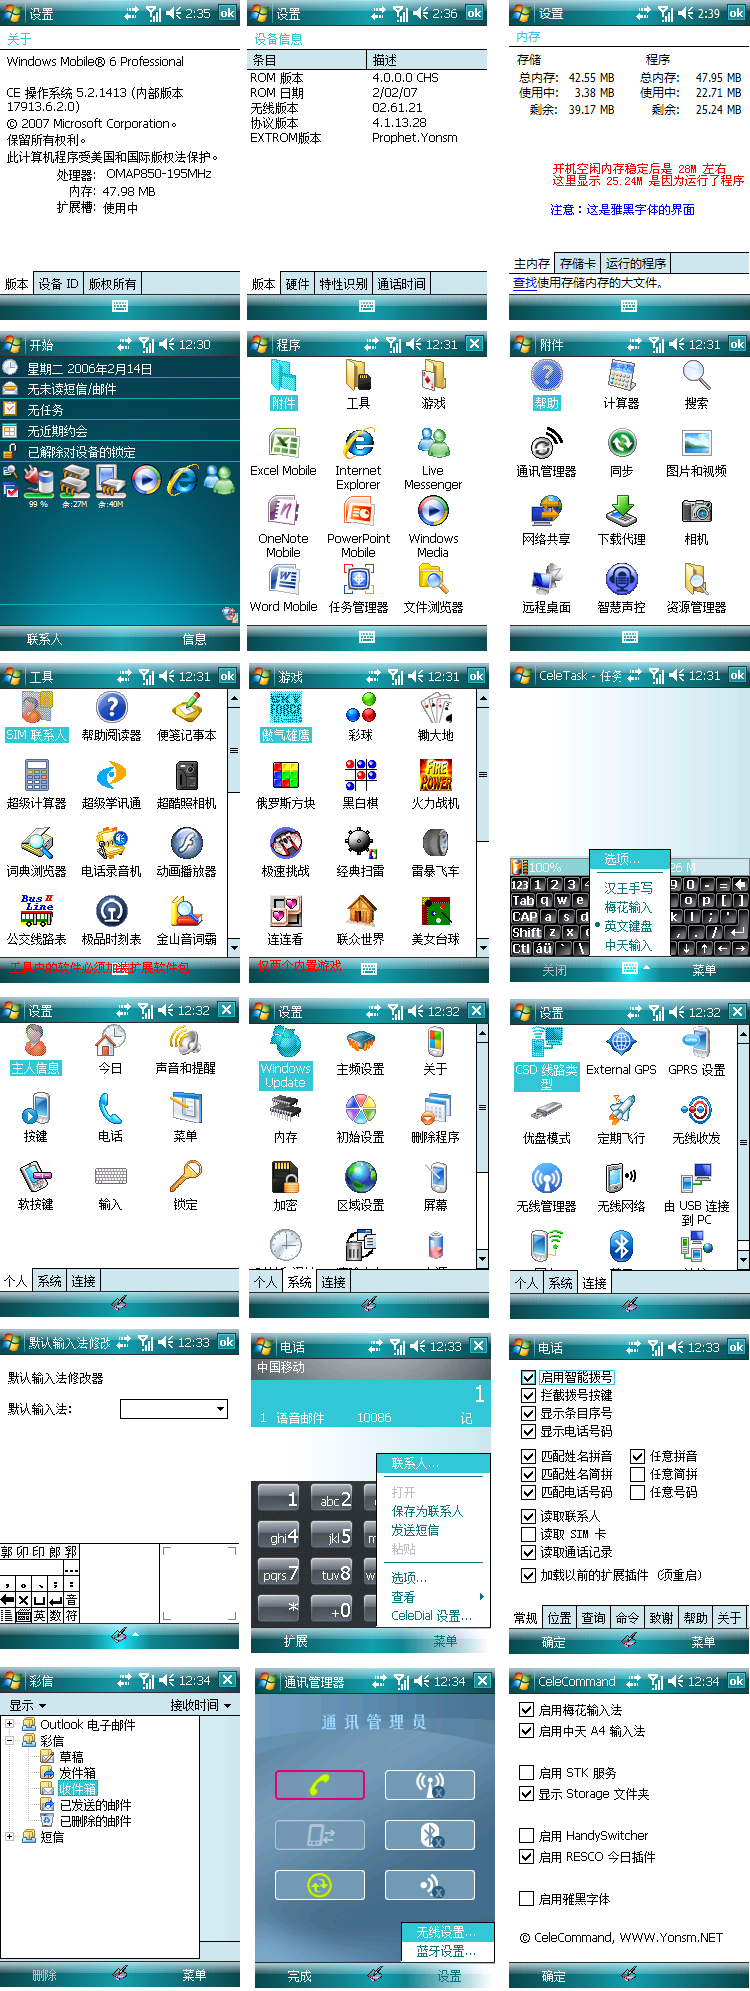 设置 2:35 ok
关于
Windows Mobile® 6 Professional
CE 操作系统 5.2.1413 (内部版本
17913.6.2.0)
© 2007 Microsoft Corporation。
保留所有权利。
此计算机程序受美国和国际版权法保护。
处理器: OMAP850-195MHz
内存: 47.98 MB
扩展槽: 使用中
版本 设备 ID 版权所有
设置 2:36 ok
设备信息
条目 描述
ROM 版本 4.0.0.0 CHS
ROM 日期 2/02/07
无线版本 02.61.21
协议版本 4.1.13.28
EXTROM版本 Prophet.Yonsm
版本 硬件 特性识别 通话时间
设置 2:39 ok
内存
存储 程序
总内存: 42.55 MB 总内存: 47.95 MB
使用中: 3.38 MB 使用中: 22.71 MB
剩余: 39.17 MB 剩余: 25.24 MB
开机空闲内存稳定后是 28M 左右
这里显示 25.24M 是因为运行了程序
注意：这是雅黑字体的界面
主内存 存储卡 运行的程序
查找使用存储内存的大文件。
开始 12:30
星期二 2006年2月14日
无未读短信/邮件
无任务
无近期约会
已解除对设备的锁定
99 % 余:27M 余:40M
联系人 信息
程序 12:31
附件 工具 游戏
Excel Mobile Internet Explorer Live Messenger
OneNote Mobile PowerPoint Mobile Windows Media
Word Mobile 任务管理器 文件浏览器
附件 12:31 ok
帮助 计算器 搜索
通讯管理器 同步 图片和视频
网络共享 下载代理 相机
远程桌面 智慧声控 资源管理器
工具 12:31 ok
SIM 联系人 帮助阅读器 便笺记事本
超级计算器 超级学讯通 超酷照相机
词典浏览器 电话录音机 动画播放器
Bus Line
公交线路表 极品时刻表 金山音词霸
工具中的软件必须加装扩展软件包
游戏 12:31 ok
SKY FORCE
傲气雄鹰 彩球 锄大地
FIRE POWER
俄罗斯方块 黑白棋 火力战机
极速挑战 经典扫雷 雷暴飞车
连连看 联众世界 美女台球
仅两个内置游戏
CeleTask - 任务 12:31 ok
100% 26 M
选项...
汉王手写
梅花输入
英文键盘
中天输入
123 1 2 3 4 9 0 - =
Tab q w e o p [ ]
CAP a s d k l ; '
Shift z x c
Ctl áü ` \
关闭 菜单
设置 12:32
主人信息 今日 声音和提醒
按键 电话 菜单
软按键 输入 锁定
个人 系统 连接
设置 12:32
Windows Update 主频设置 关于
内存 初始设置 删除程序
加密 区域设置 屏幕
个人 系统 连接
设置 12:32
CSD 线路类型 External GPS GPRS 设置
优盘模式 定期飞行 无线收发
无线管理器 无线网络 由 USB 连接到 PC
个人 系统 连接
默认输入法修改 12:33 ok
默认输入法修改器
默认输入法:
郭 卯 印 郎 郛
音
英 数 符
电话 12:33
中国移动
1
1 语音邮件 10086 记
联系人...
打开
保存为联系人
发送短信
粘贴
选项...
查看
CeleDial 设置...
1 abc2
ghi4 jkl5
pqrs7 tuv8
* +0
扩展 菜单
电话 12:33 ok
启用智能拨号
拦截拨号按键
显示条目序号
显示电话号码
匹配姓名拼音 任意拼音
匹配姓名简拼 任意简拼
匹配电话号码 任意号码
读取联系人
读取 SIM 卡
读取通话记录
加载以前的扩展插件 (须重启)
常规 位置 查询 命令 致谢 帮助 关于
确定 菜单
彩信 12:34
显示 接收时间
Outlook 电子邮件
彩信
草稿
发件箱
收件箱
已发送的邮件
已删除的邮件
短信
删除 菜单
通讯管理器 12:34
通讯管理员
无线设置...
蓝牙设置...
完成 设置
CeleCommand 12:34 ok
启用梅花输入法
启用中天 A4 输入法
启用 STK 服务
显示 Storage 文件夹
启用 HandySwitcher
启用 RESCO 今日插件
启用雅黑字体
© CeleCommand, WWW.Yonsm.NET
确定